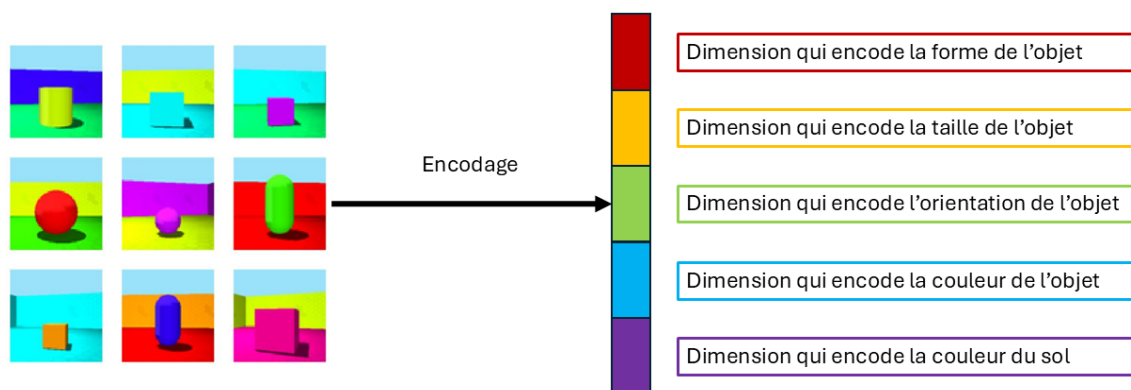 Dimension qui encode la forme de l’objet
Dimension qui encode la taille de l’objet
Encodage
Dimension qui encode l’orientation de l’objet
Dimension qui encode la couleur de l’objet
Dimension qui encode la couleur du sol